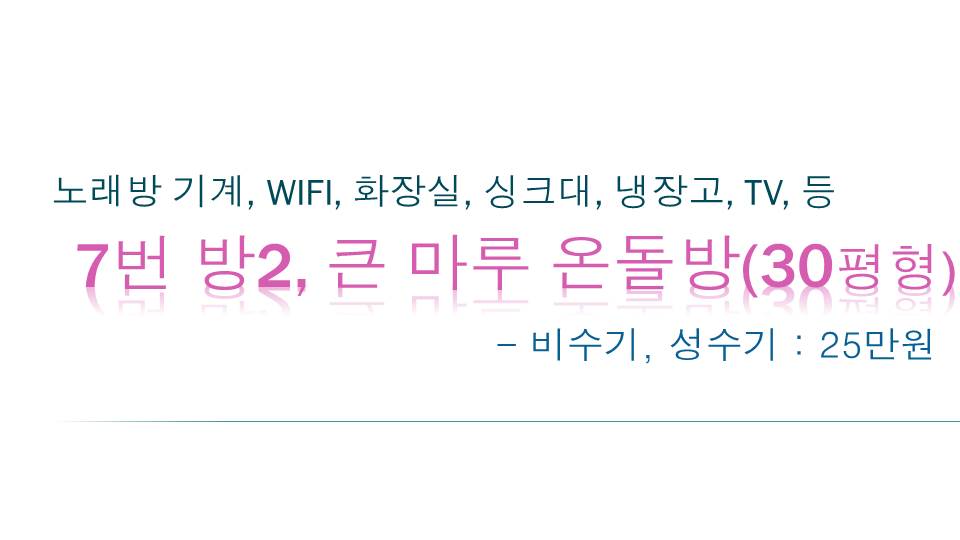 노래방 기계, WIFI, 화장실, 싱크대, 냉장고, TV, 등
7번 방2, 큰 마루 온돌방(30평형)
– 비수기, 성수기 : 25만원